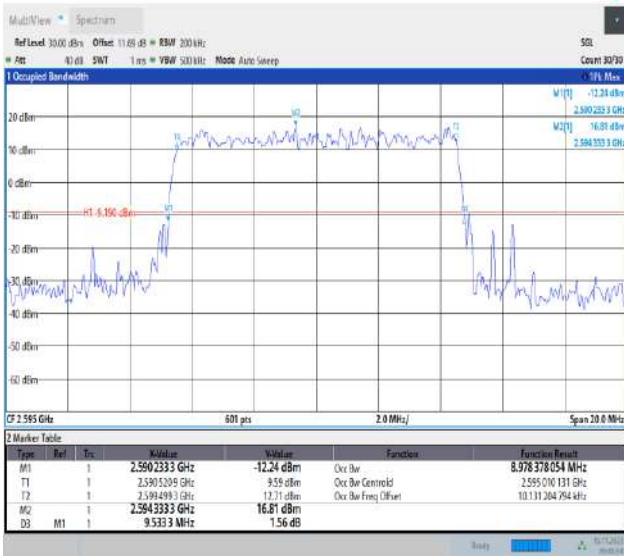 MultiView Spectrum
Ref Level 30.00 dBm Offset 11.69 dB RBW 200 kHz SGL
Att 40 dB SWT 1 ms VBW 500 kHz Mode Auto Sweep Count 30/30
1 Occupied Bandwidth 1Pk Max
M1[1] -12.24 dBm
2.5902333 GHz
M2[1] 16.81 dBm
2.5943333 GHz
20 dBm
10 dBm
0 dBm
-10 dBm
H1 -9.190 dBm
-20 dBm
-30 dBm
-40 dBm
-50 dBm
-60 dBm
CF 2.595 GHz 601 pts 2.0 MHz/ Span 20.0 MHz
2 Marker Table
Type Ref Trc X-Value Y-Value Function Function Result
M1 1 2.5902333 GHz -12.24 dBm Occ Bw 8.978 378 054 MHz
T1 1 2.5905209 GHz 9.59 dBm Occ Bw Centroid 2.595 010 131 GHz
T2 1 2.5994993 GHz 12.71 dBm Occ Bw Freq Offset 10.131 204 794 kHz
M2 1 2.5943333 GHz 16.81 dBm
D3 M1 1 9.5333 MHz 1.56 dB
Ready